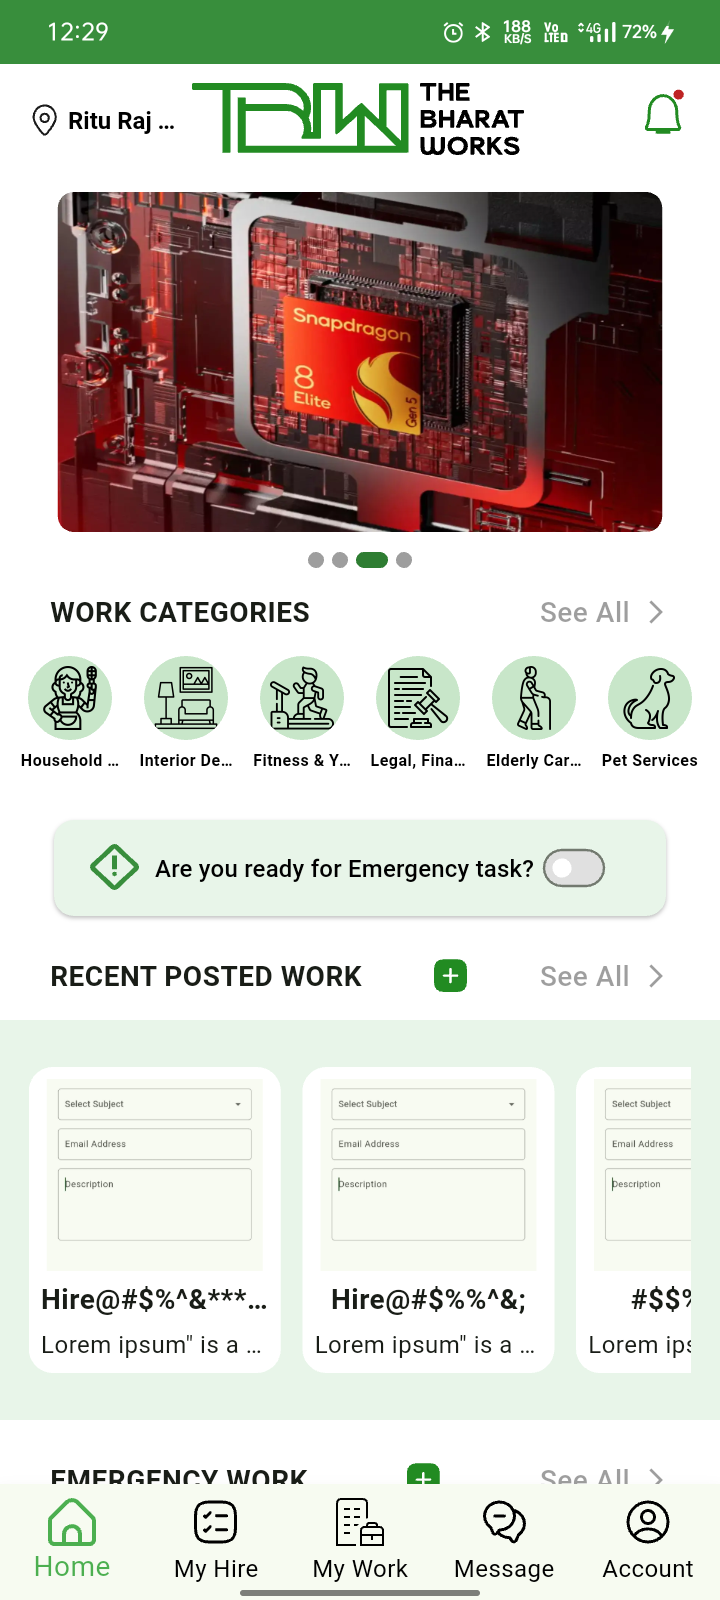 12:29
188 KB/S
Vo LTE
4G
72%
Ritu Raj ...
TBW
THE
BHARAT
WORKS
Snapdragon
8
Elite
Gen 5
WORK CATEGORIES See All
Household ... Interior De... Fitness & Y... Legal, Fina... Elderly Car... Pet Services
Are you ready for Emergency task?
RECENT POSTED WORK See All
Select Subject Select Subject Select Subject
Email Address Email Address Email Address
Description Description Description
Hire@#$%^&***... Hire@#$%%^&; #$$%
Lorem ipsum" is a ... Lorem ipsum" is a ... Lorem ips
EMERGENCY WORK See All
Home My Hire My Work Message Account